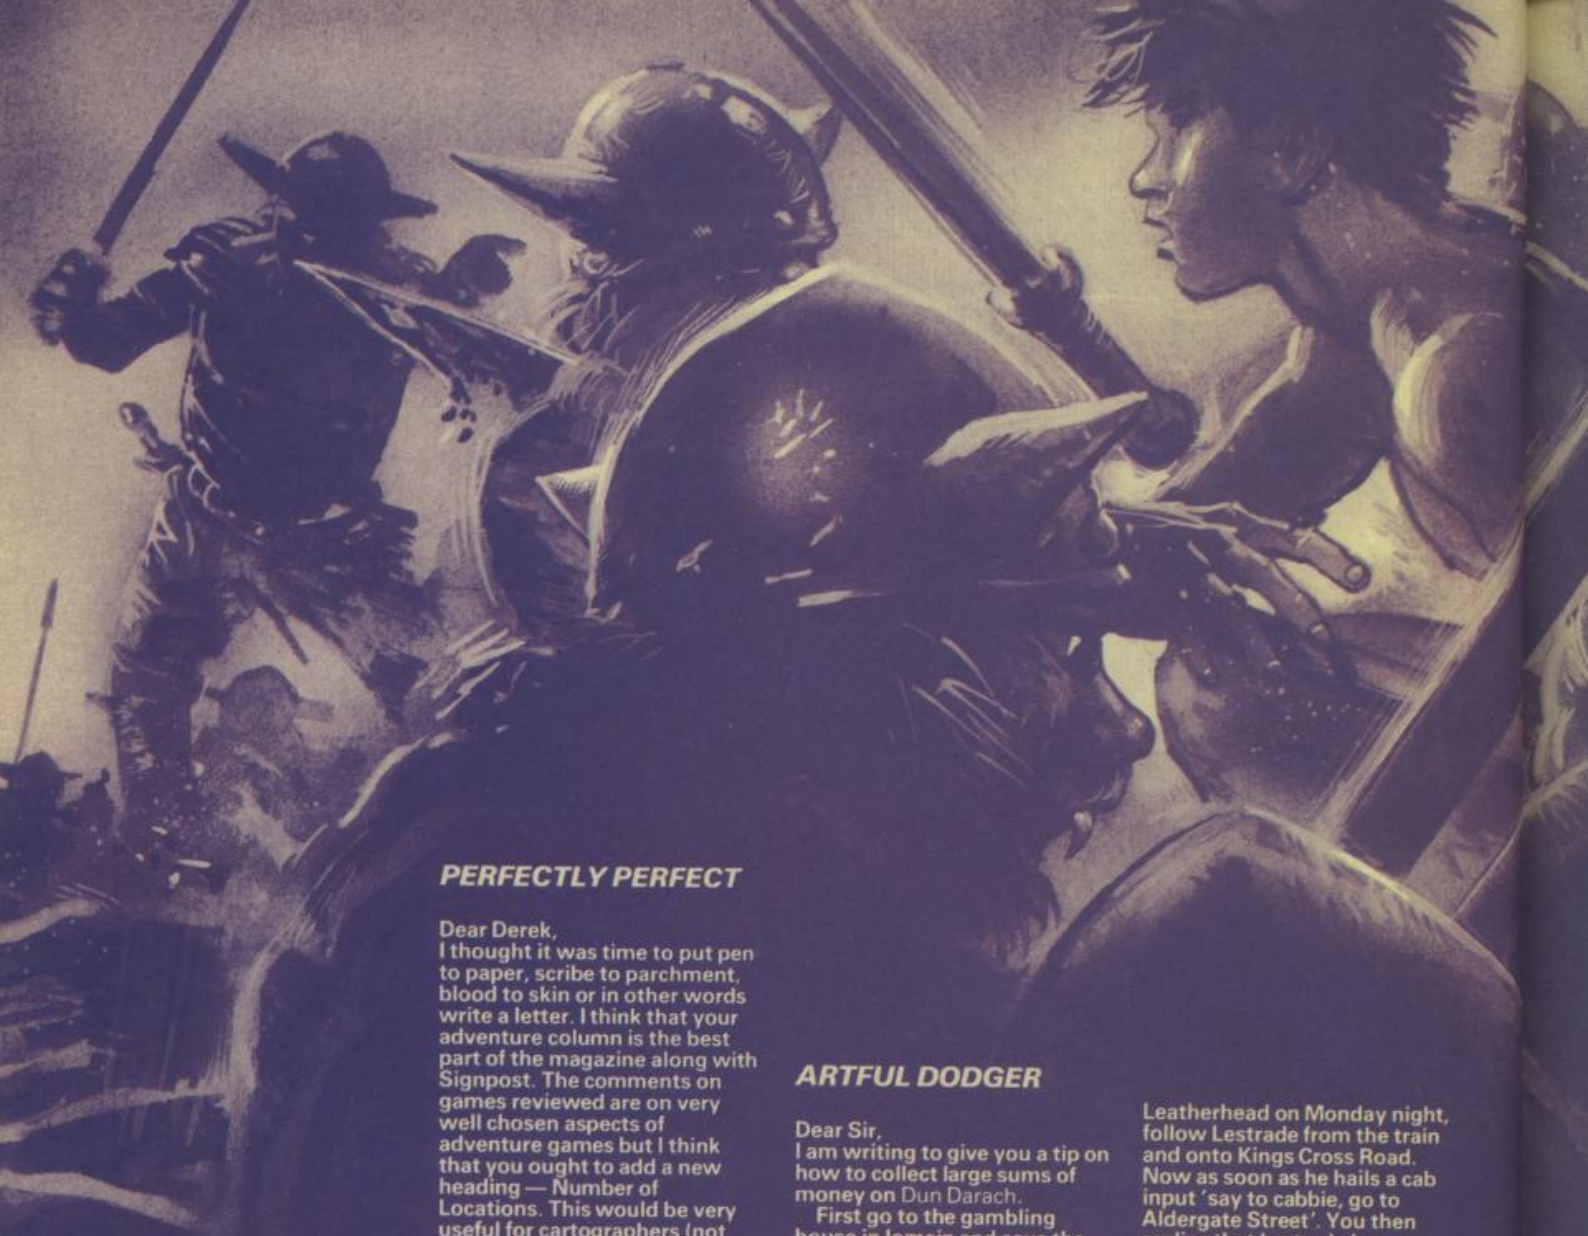 PERFECTLY PERFECT
Dear Derek,
I thought it was time to put pen
to paper, scribe to parchment,
blood to skin or in other words
write a letter. I think that your
adventure column is the best
part of the magazine along with
Signpost. The comments on
games reviewed are on very
well chosen aspects of
adventure games but I think
that you ought to add a new
heading — Number of
Locations. This would be very
useful for cartographers (not
ARTFUL DODGER
Dear Sir,
I am writing to give you a tip on
how to collect large sums of
money on Dun Darach.
First go to the gambling
house in
Leatherhead on Monday night,
follow Lestrade from the train
and onto Kings Cross Road.
Now as soon as he hails a cab
input 'say to cabbie, go to
Aldergate Street'. You then